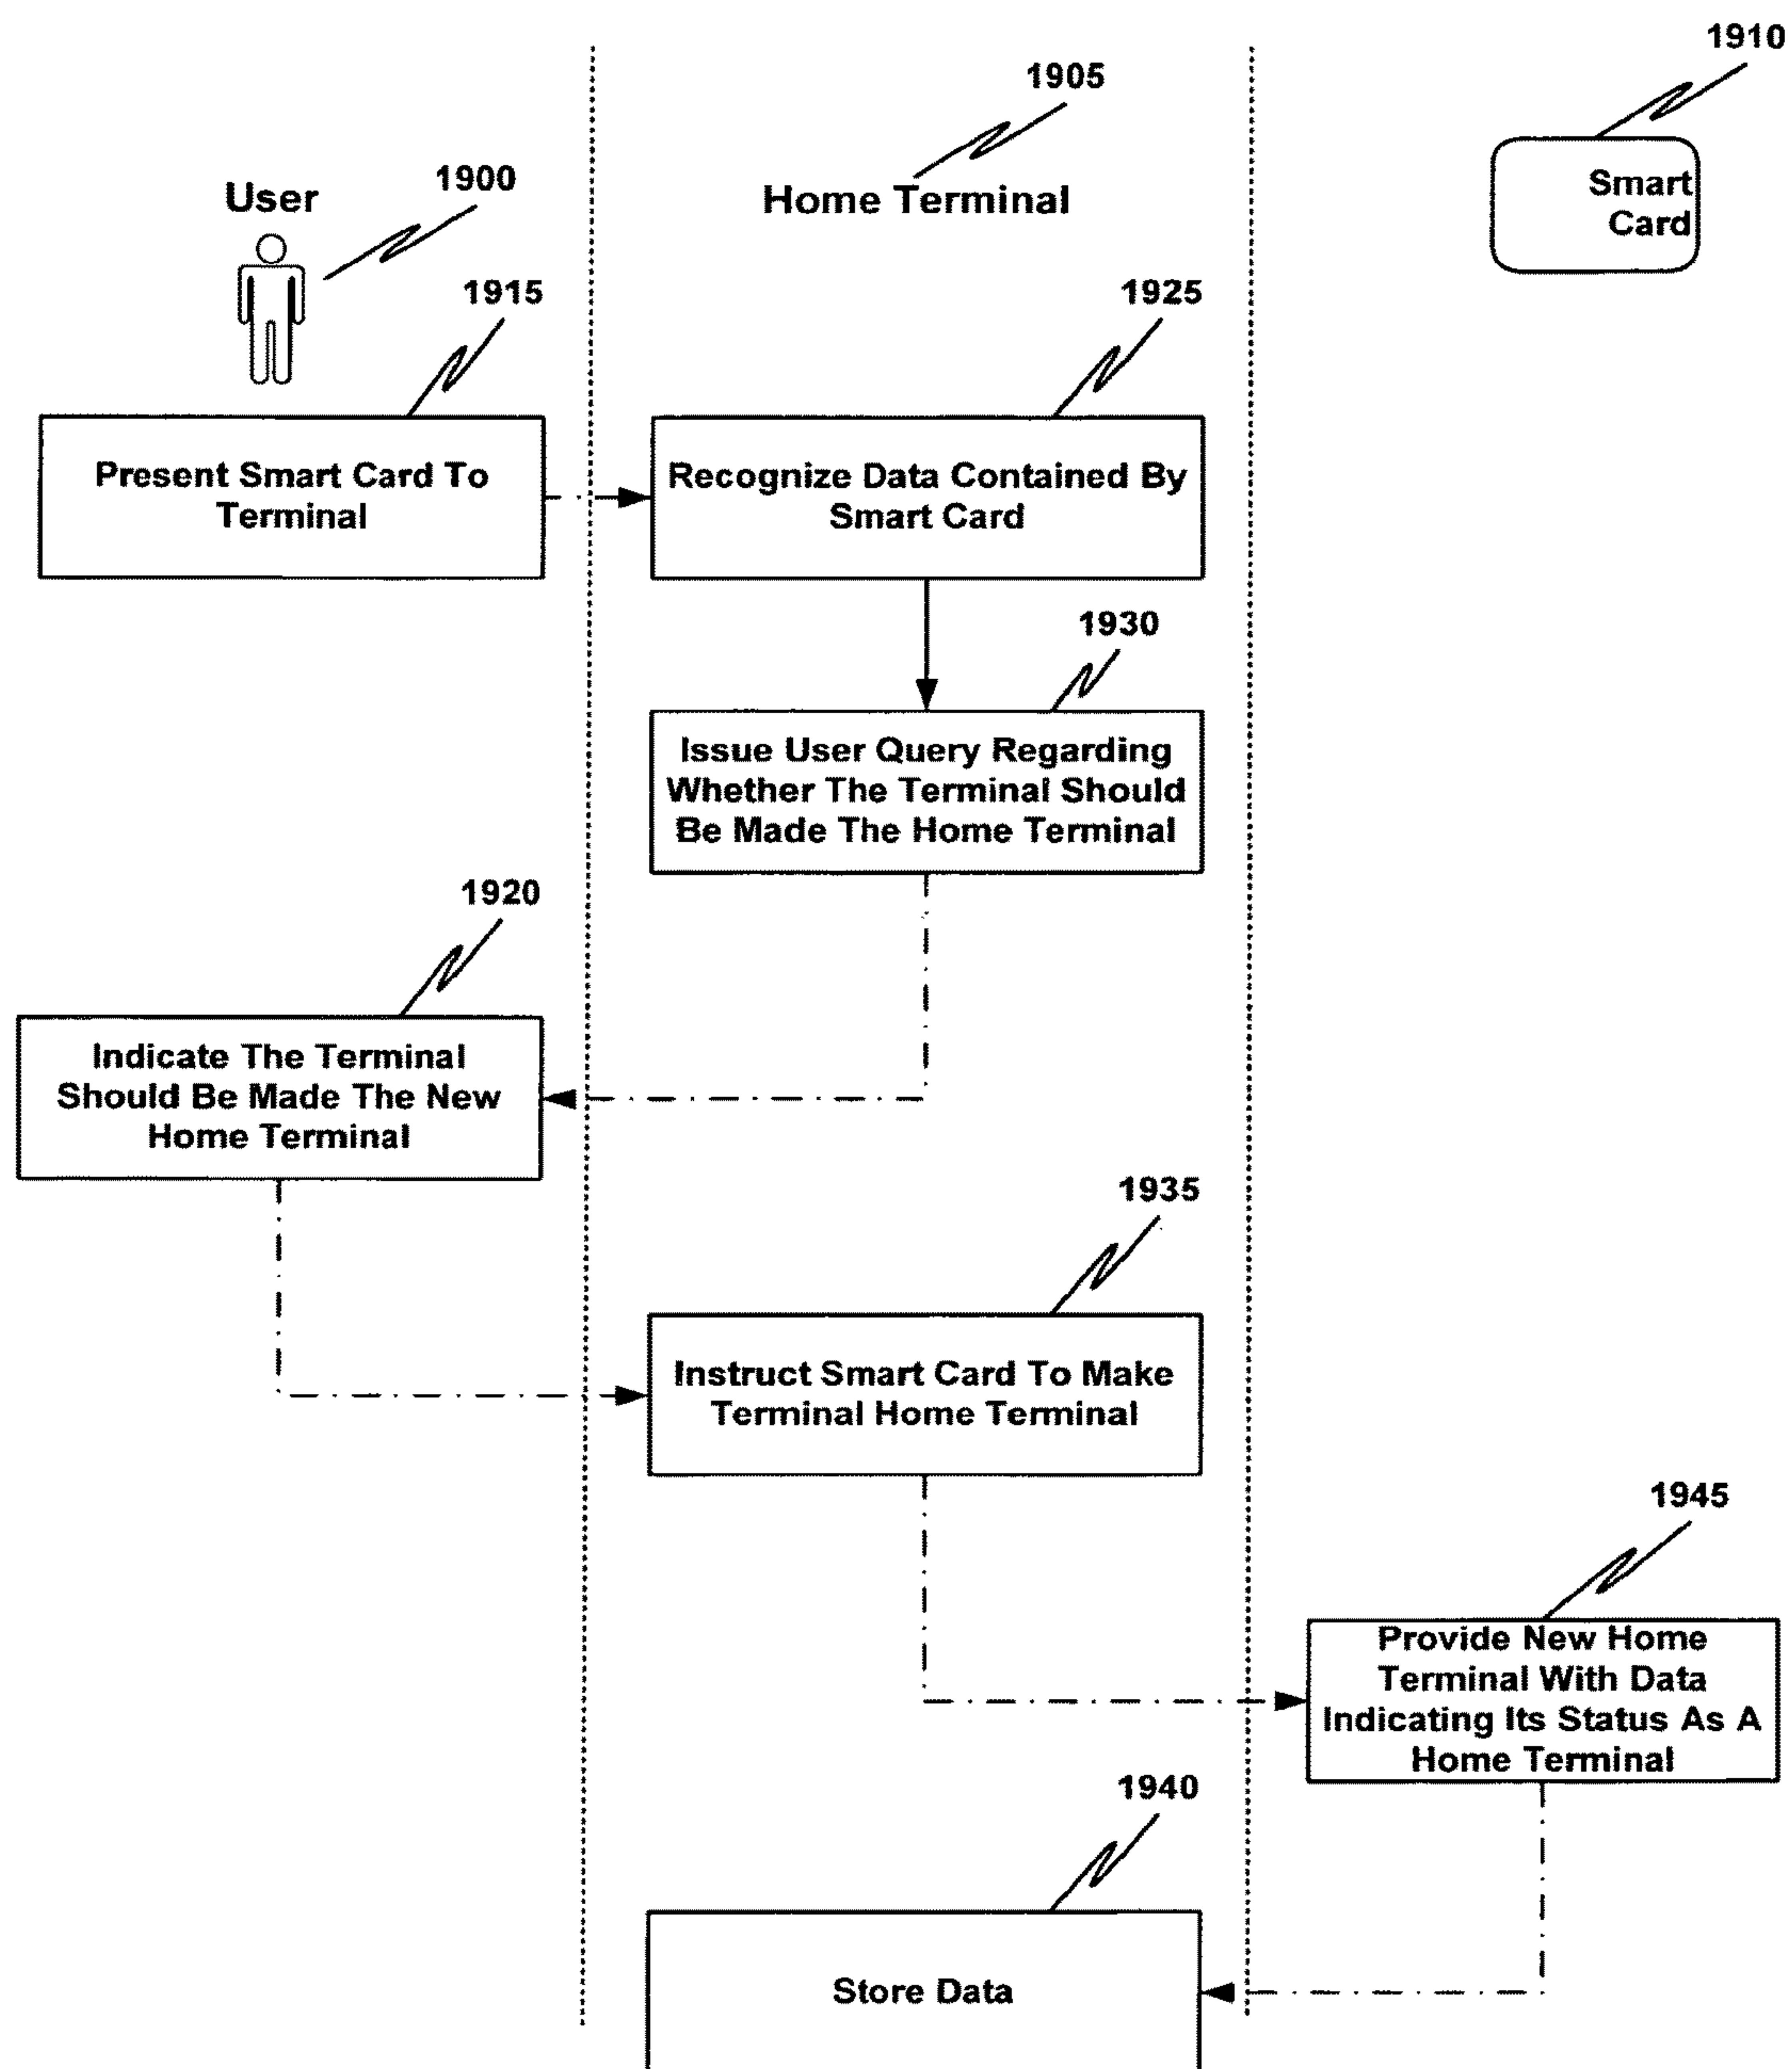 1910
1905
1900
User
Home Terminal
Smart
Card
1915
1925
Present Smart Card To
Terminal
Recognize Data Contained By
Smart Card
1930
Issue User Query Regarding
Whether The Terminal Should
Be Made The Home Terminal
1920
Indicate The Terminal
Should Be Made The New
Home Terminal
1935
Instruct Smart Card To Make
Terminal Home Terminal
1945
Provide New Home
Terminal With Data
Indicating Its Status As A
Home Terminal
1940
Store Data